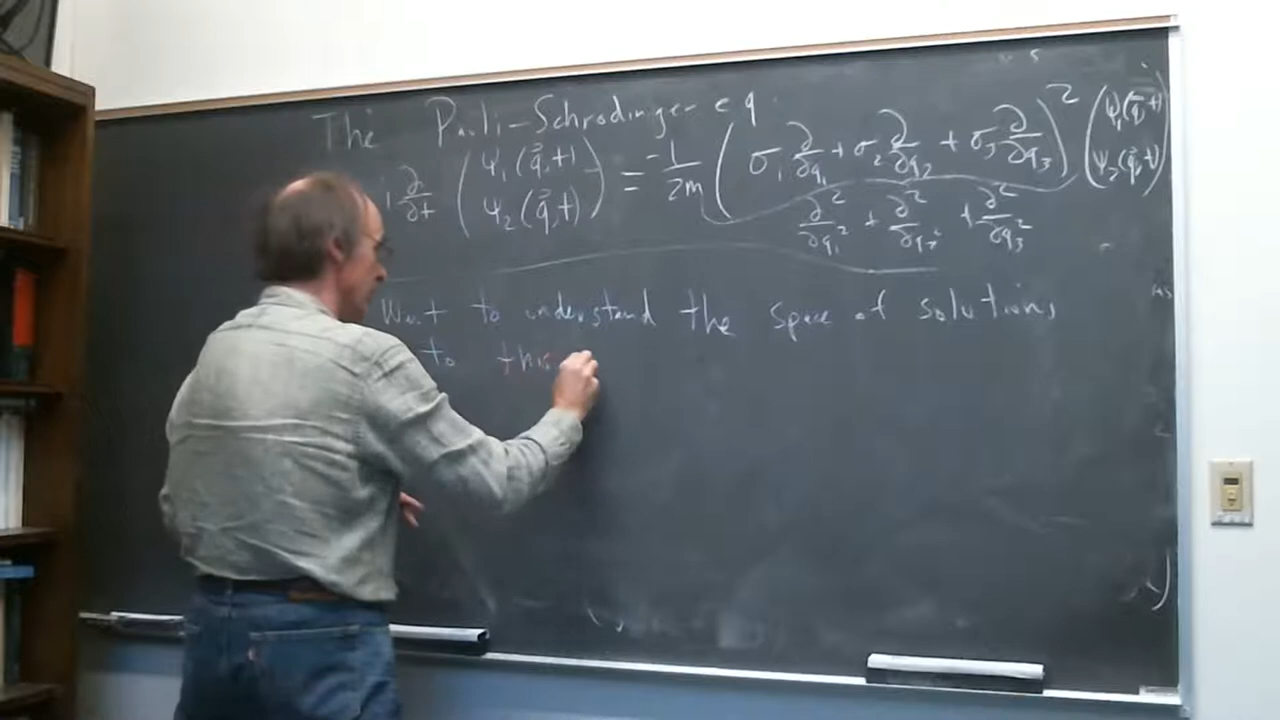 The Pauli-Schrodinger eq.
i ∂/∂t (ψ₁(q⃗,t) ψ₂(q⃗,t)) = -1/2m (σ₁ ∂/∂q₁ + σ₂ ∂/∂q₂ + σ₃ ∂/∂q₃)² (ψ₁(q⃗,t) ψ₂(q⃗,t))
∂²/∂q₁² + ∂²/∂q₂² + ∂²/∂q₃²
Want to understand the space of solutions
to this